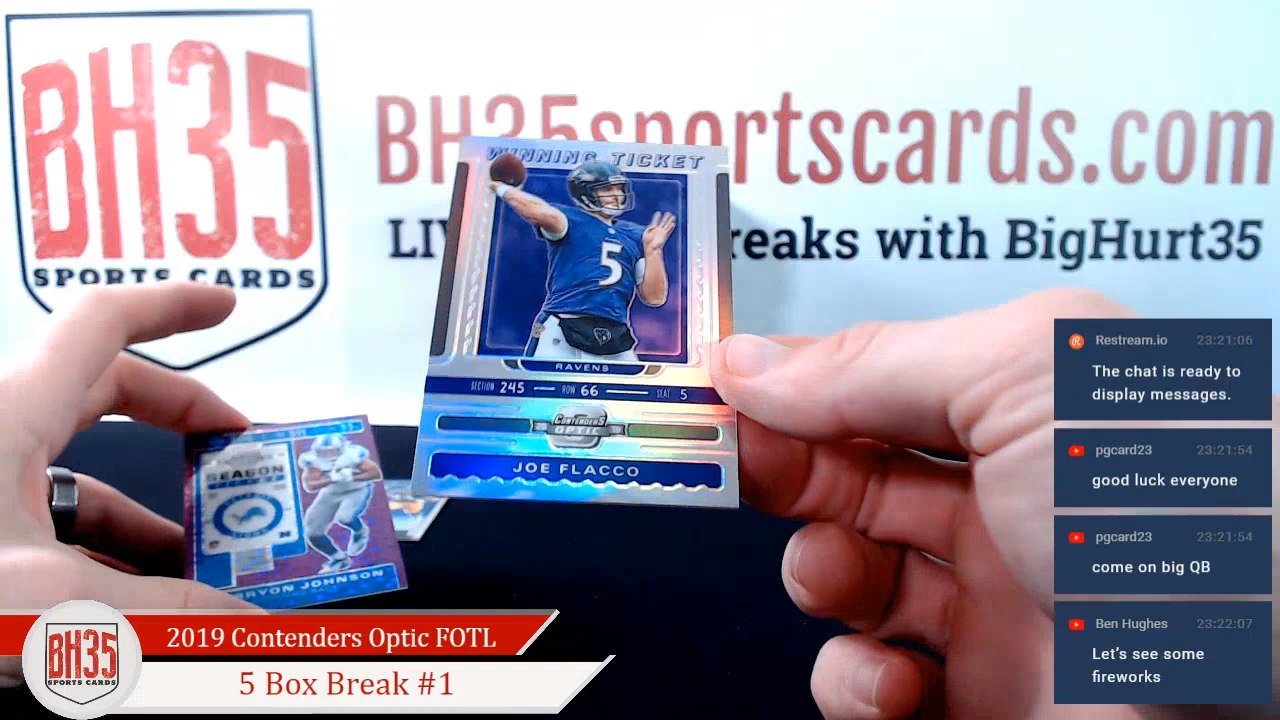 BH35
SPORTS CARDS
BH35sportscards.com
reaks with BigHurt35
WINNING TICKET
5
RAVENS
SECTION 245 ROW 66 SEAT 5
CONTENDERS
OPTIC
JOE FLACCO
SEASON
RYON JOHNSON
Restream.io 23:21:06
The chat is ready to
display messages.
pgcard23 23:21:54
good luck everyone
pgcard23 23:21:54
come on big QB
Ben Hughes 23:22:07
Let's see some
fireworks
BH35
SPORTS CARDS
2019 Contenders Optic FOTL
5 Box Break #1